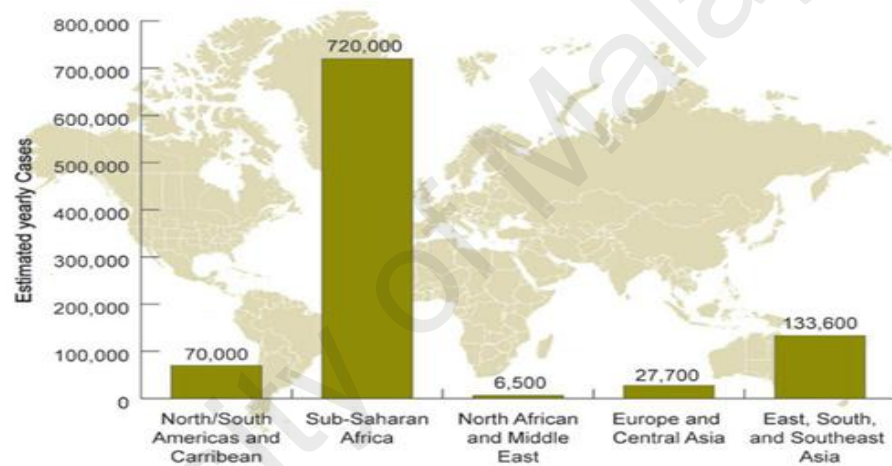 800,000
700,000
600,000
500,000
400,000
300,000
200,000
100,000
0
Estimated yearly Cases
70,000
720,000
6,500
27,700
133,600
North/South
Americas and
Carribean
Sub-Saharan
Africa
North African
and Middle
East
Europe and
Central Asia
East, South,
and Southeast
Asia
of